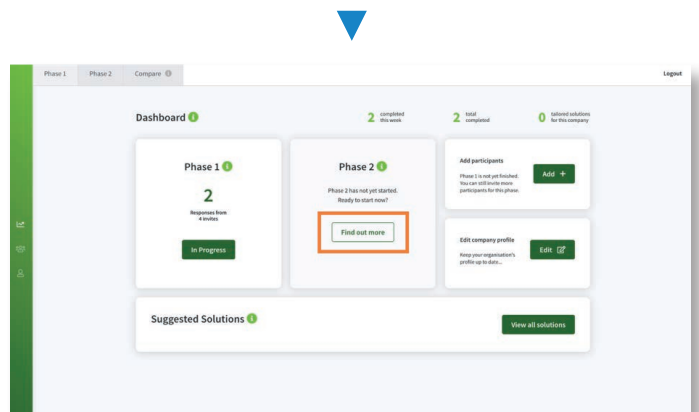 Phase 1
Phase 2
Compare
Logout
Dashboard
2 completed this week
2 total completed
0 tailored solutions for this company
Phase 1
2
Responses from
4 invites
In Progress
Phase 2
Phase 2 has not yet started.
Ready to start now?
Find out more
Add participants
Phase 1 is not yet finished.
You can still invite more
participants for this phase.
Add +
Edit company profile
Keep your organisation's
profile up to date...
Edit
Suggested Solutions
View all solutions